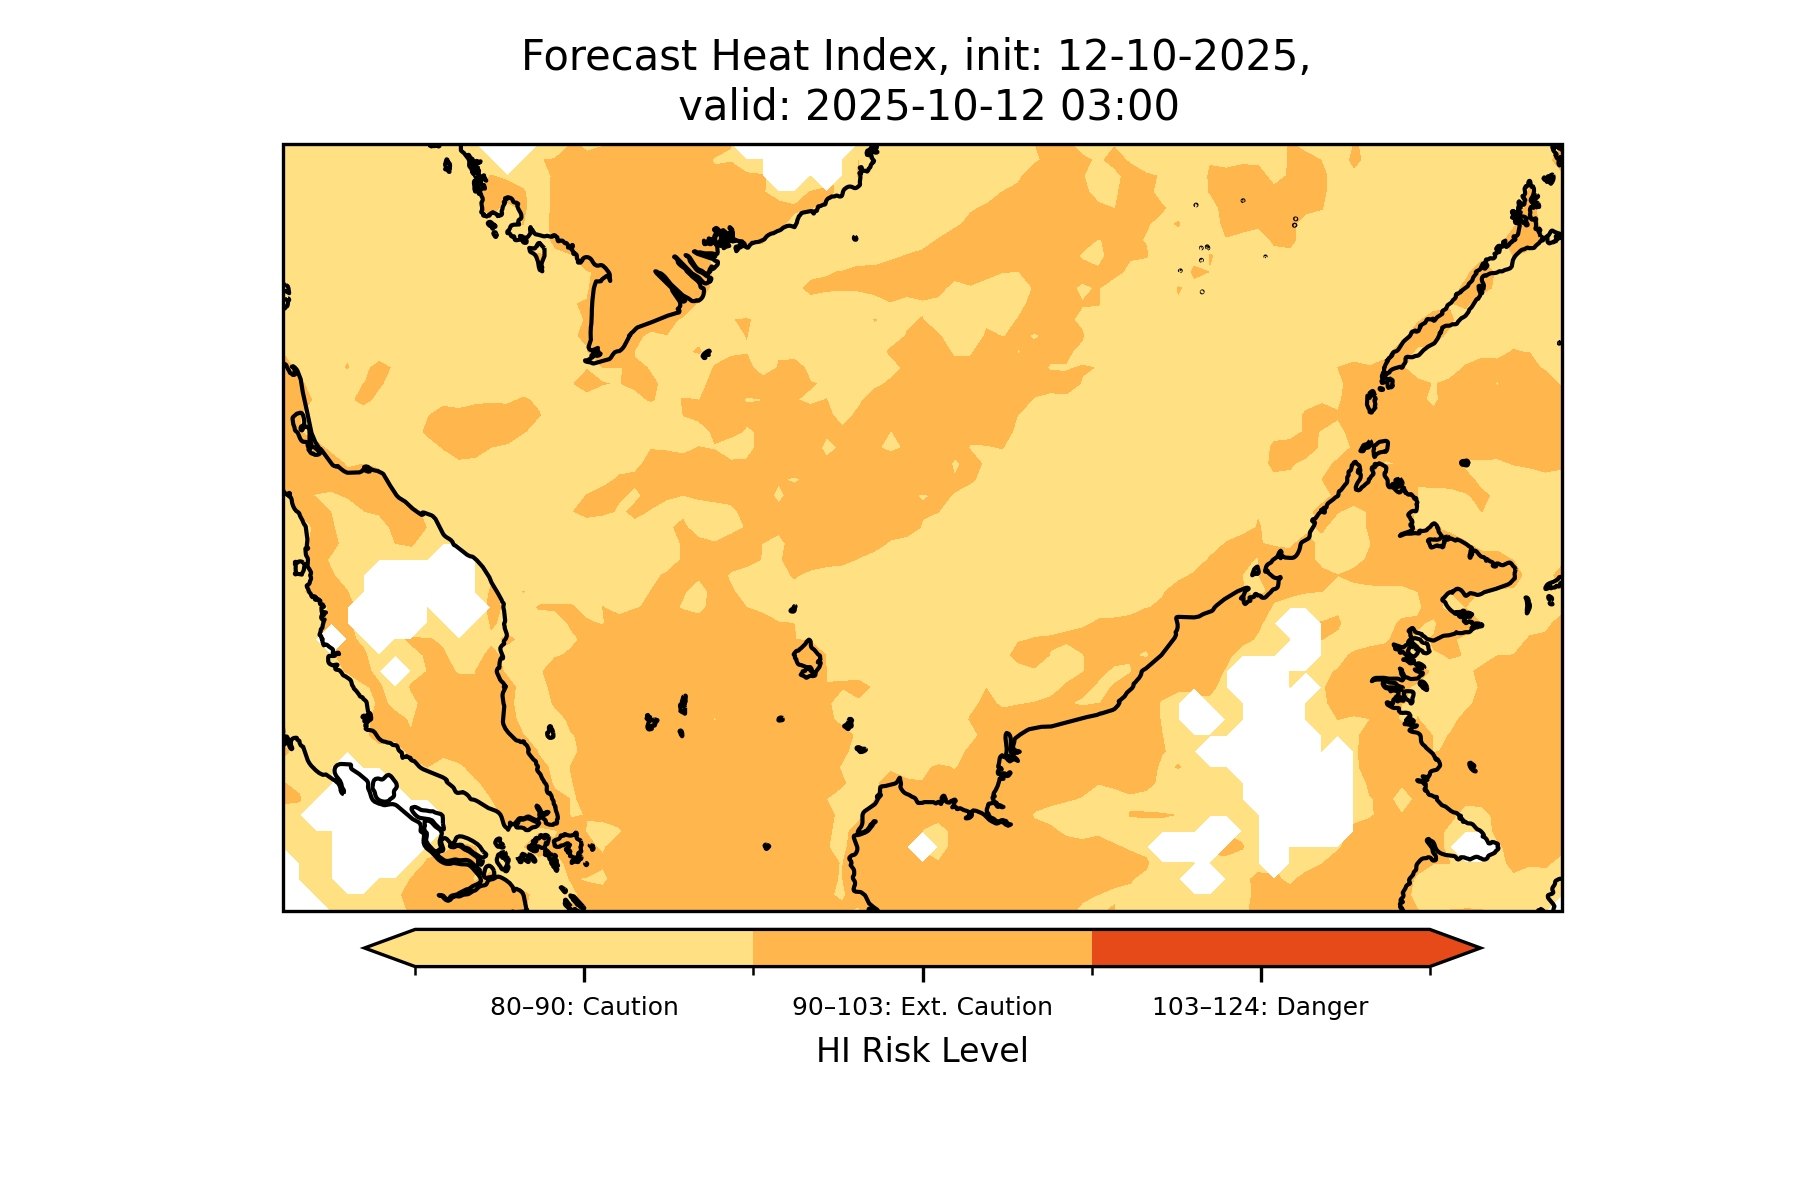 Forecast Heat Index, init: 12-10-2025,
valid: 2025-10-12 03:00
80–90: Caution
90–103: Ext. Caution
103–124: Danger
HI Risk Level